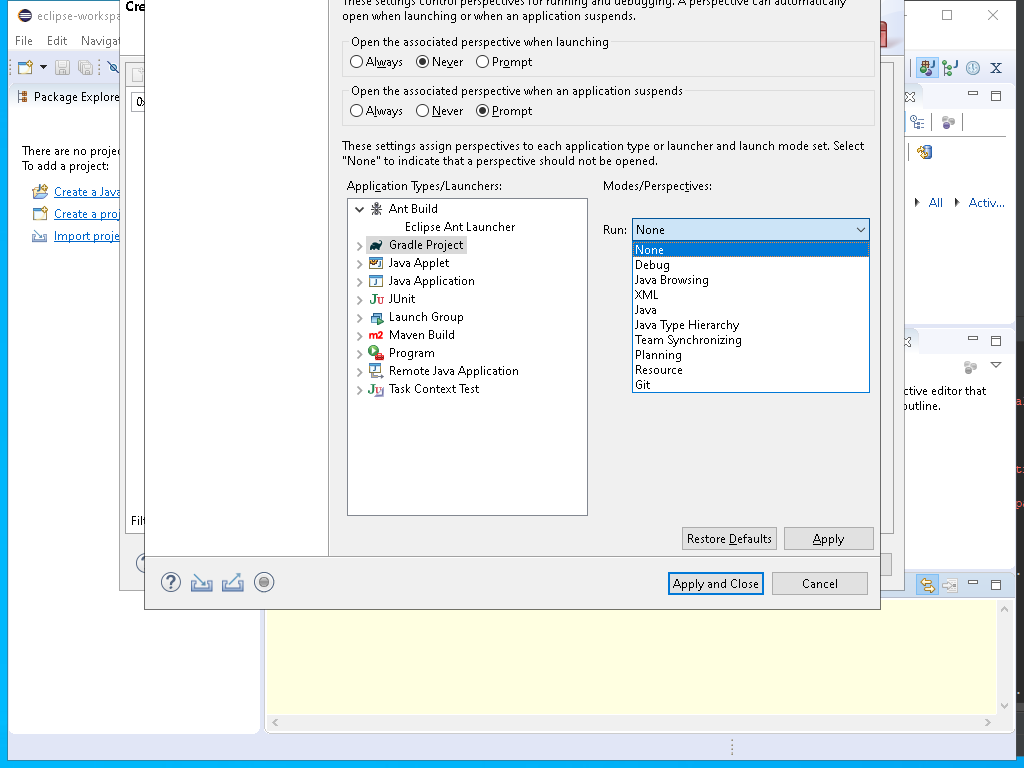 eclipse-workspa
Cre
These settings control perspectives for running and debugging. A perspective can automatically
open when launching or when an application suspends.
File Edit Navigat
Open the associated perspective when launching
Always Never Prompt
Open the associated perspective when an application suspends
Always Never Prompt
Package Explore
These settings assign perspectives to each application type or launcher and launch mode set. Select
"None" to indicate that a perspective should not be opened.
There are no projec
To add a project:
Create a Java
Create a proj
Import proje
Application Types/Launchers:
Ant Build
Eclipse Ant Launcher
Gradle Project
Java Applet
Java Application
JUnit
Launch Group
Maven Build
Program
Remote Java Application
Task Context Test
Modes/Perspectives:
Run: None
None
Debug
Java Browsing
XML
Java
Java Type Hierarchy
Team Synchronizing
Planning
Resource
Git
All Activ...
ctive editor that
outline.
Filt
Restore Defaults Apply
Apply and Close Cancel